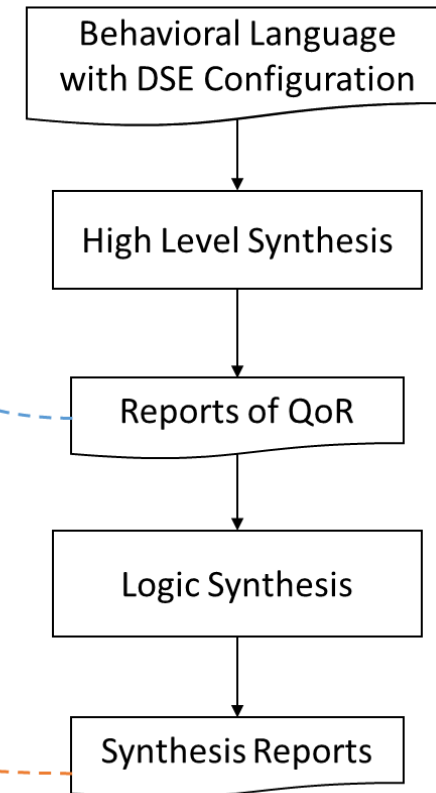 Behavioral Language
with DSE Configuration
High Level Synthesis
Reports of QoR
Logic Synthesis
Synthesis Reports